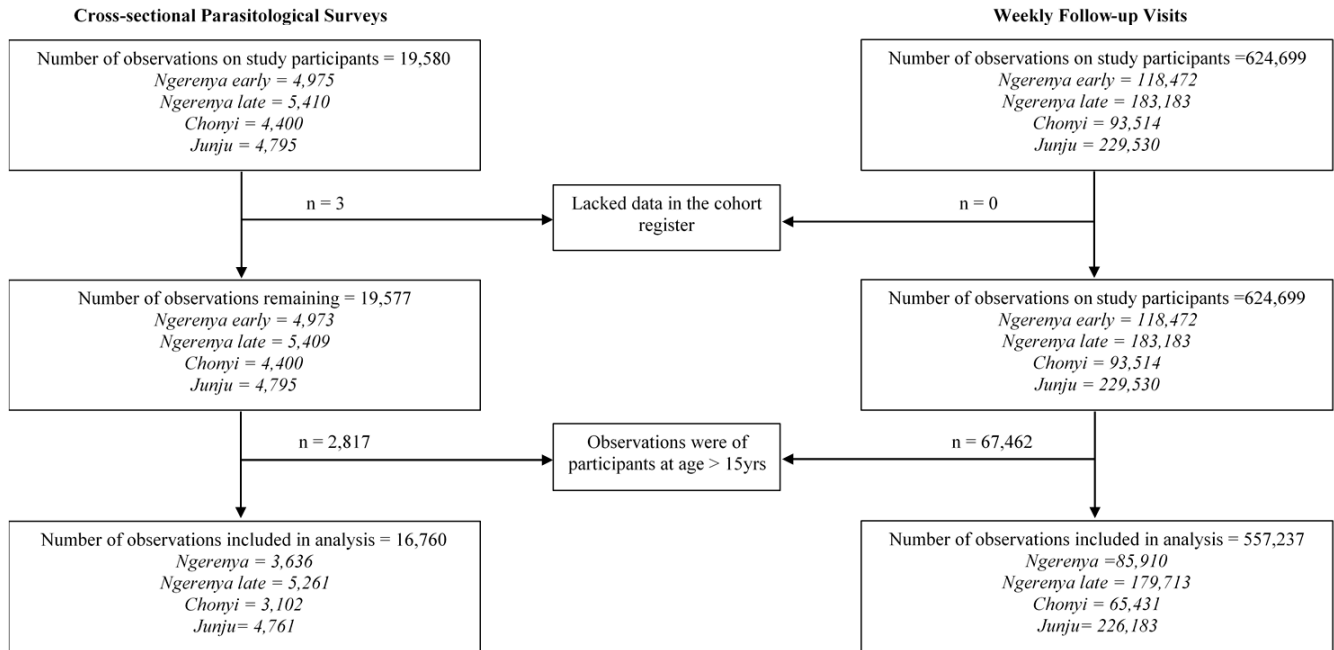 Cross-sectional Parasitological Surveys
Weekly Follow-up Visits
Number of observations on study participants = 19,580
Ngerenya early = 4,975
Ngerenya late = 5,410
Chonyi = 4,400
Junju = 4,795
Number of observations on study participants =624,699
Ngerenya early = 118,472
Ngerenya late = 183,183
Chonyi = 93,514
Junju = 229,530
n = 3
Lacked data in the cohort
register
n = 0
Number of observations remaining = 19,577
Ngerenya early = 4,973
Ngerenya late = 5,409
Chonyi = 4,400
Junju = 4,795
Number of observations on study participants =624,699
Ngerenya early = 118,472
Ngerenya late = 183,183
Chonyi = 93,514
Junju = 229,530
n = 2,817
Observations were of
participants at age > 15yrs
n = 67,462
Number of observations included in analysis = 16,760
Ngerenya = 3,636
Ngerenya late = 5,261
Chonyi = 3,102
Junju= 4,761
Number of observations included in analysis = 557,237
Ngerenya =85,910
Ngerenya late = 179,713
Chonyi = 65,431
Junju= 226,183